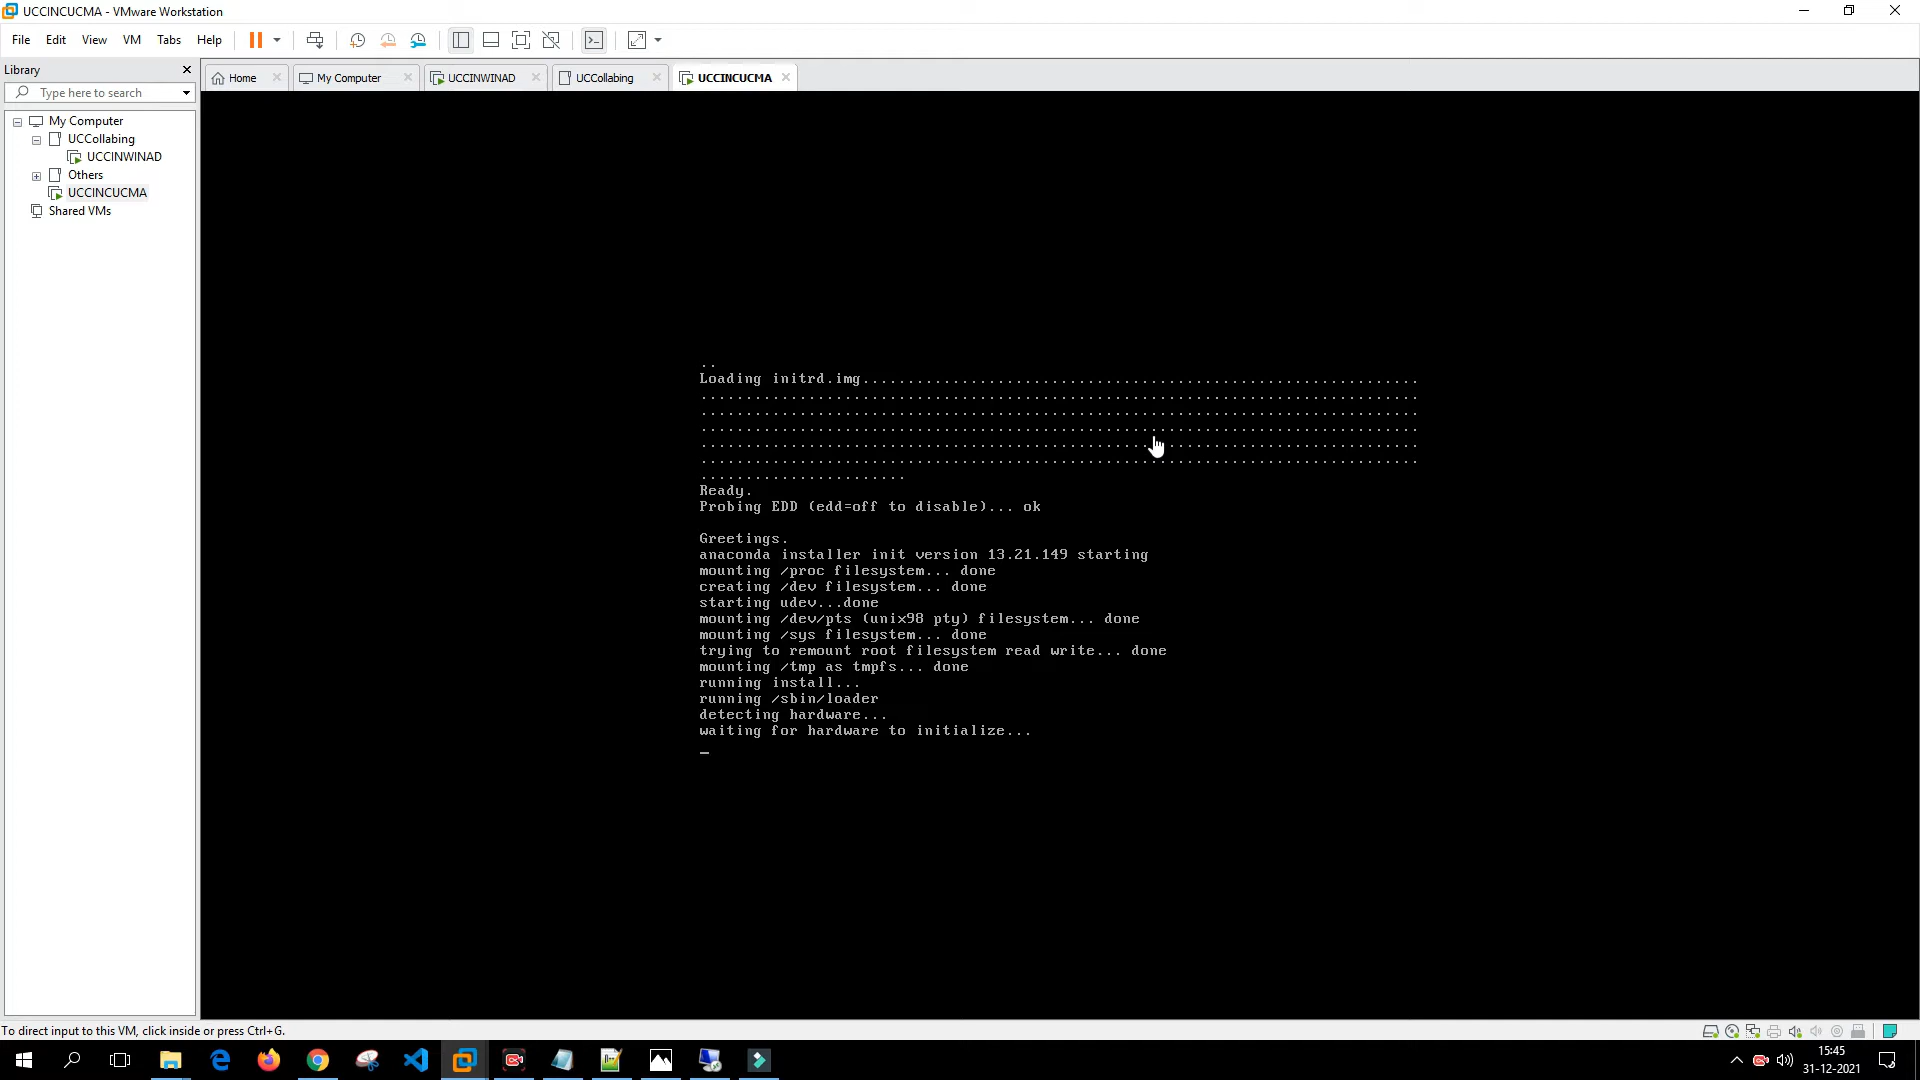 UCCINCUCMA - VMware Workstation
File Edit View VM Tabs Help
Library
Type here to search
Home
My Computer
UCCINWINAD
UCCollabing
UCCINCUCMA
My Computer
UCCollabing
UCCINWINAD
Others
UCCINCUCMA
Shared VMs
..
Loading initrd.img..............................................................
................................................................................
................................................................................
................................................................................
................................................................................
................................................................................
.......................
Ready.
Probing EDD (edd=off to disable)... ok
Greetings.
anaconda installer init version 13.21.149 starting
mounting /proc filesystem... done
creating /dev filesystem... done
starting udev...done
mounting /dev/pts (unix98 pty) filesystem... done
mounting /sys filesystem... done
trying to remount root filesystem read write... done
mounting /tmp as tmpfs... done
running install...
running /sbin/loader
detecting hardware...
waiting for hardware to initialize...
_
To direct input to this VM, click inside or press Ctrl+G.
15:45
31-12-2021